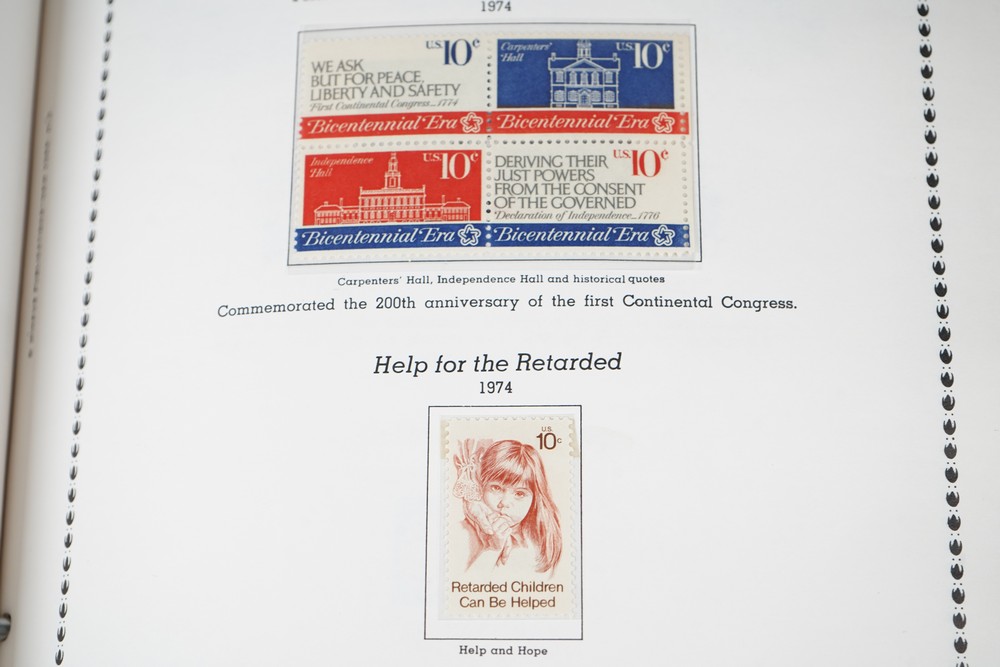 1974
U.S. 10c
WE ASK
BUT FOR PEACE,
LIBERTY AND SAFETY
First Continental Congress...1774
Bicentennial Era
Carpenters'
Hall
U.S. 10c
Bicentennial Era
Independence
Hall
U.S. 10c
Bicentennial Era
U.S. 10c
DERIVING THEIR
JUST POWERS
FROM THE CONSENT
OF THE GOVERNED
Declaration of Independence...1776
Bicentennial Era
Carpenters' Hall, Independence Hall and historical quotes
Commemorated the 200th anniversary of the first Continental Congress.
Help for the Retarded
1974
U.S.
10c
Retarded Children
Can Be Helped
Help and Hope